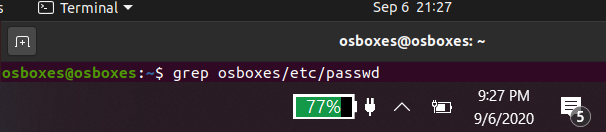 s
Terminal
Sep 6 21:27
osboxes@osboxes: ~
osboxes@osboxes:~$ grep osboxes/etc/passwd
77%
9:27 PM
9/6/2020
5